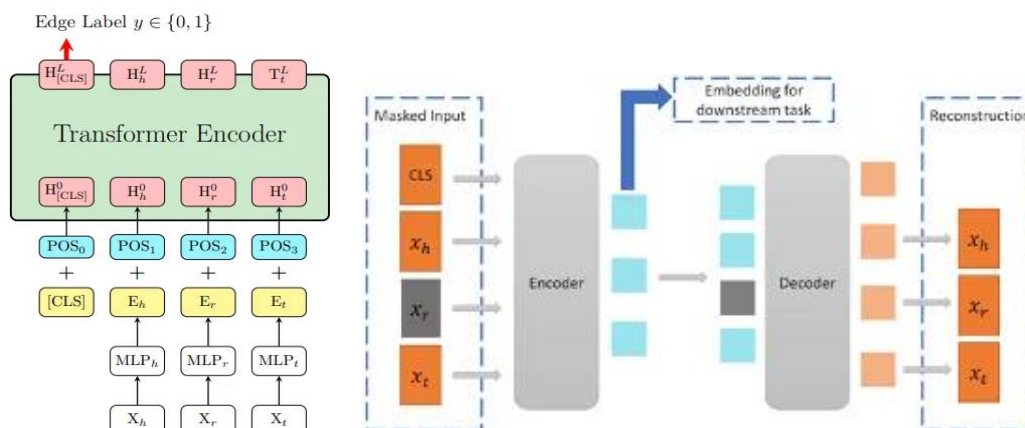 Edge Label y ∈ {0, 1}
H^L_[CLS] H^L_h H^L_r T^L_t
Transformer Encoder
H^0_[CLS] H^0_h H^0_r H^0_t
POS_0 POS_1 POS_2 POS_3
+ + + +
[CLS] E_h E_r E_t
MLP_h MLP_r MLP_t
X_h X_r X_t
Masked Input
CLS
x_h
x_r
x_t
Encoder
Embedding for
downstream task
Decoder
Reconstruction
x_h
x_r
x_t